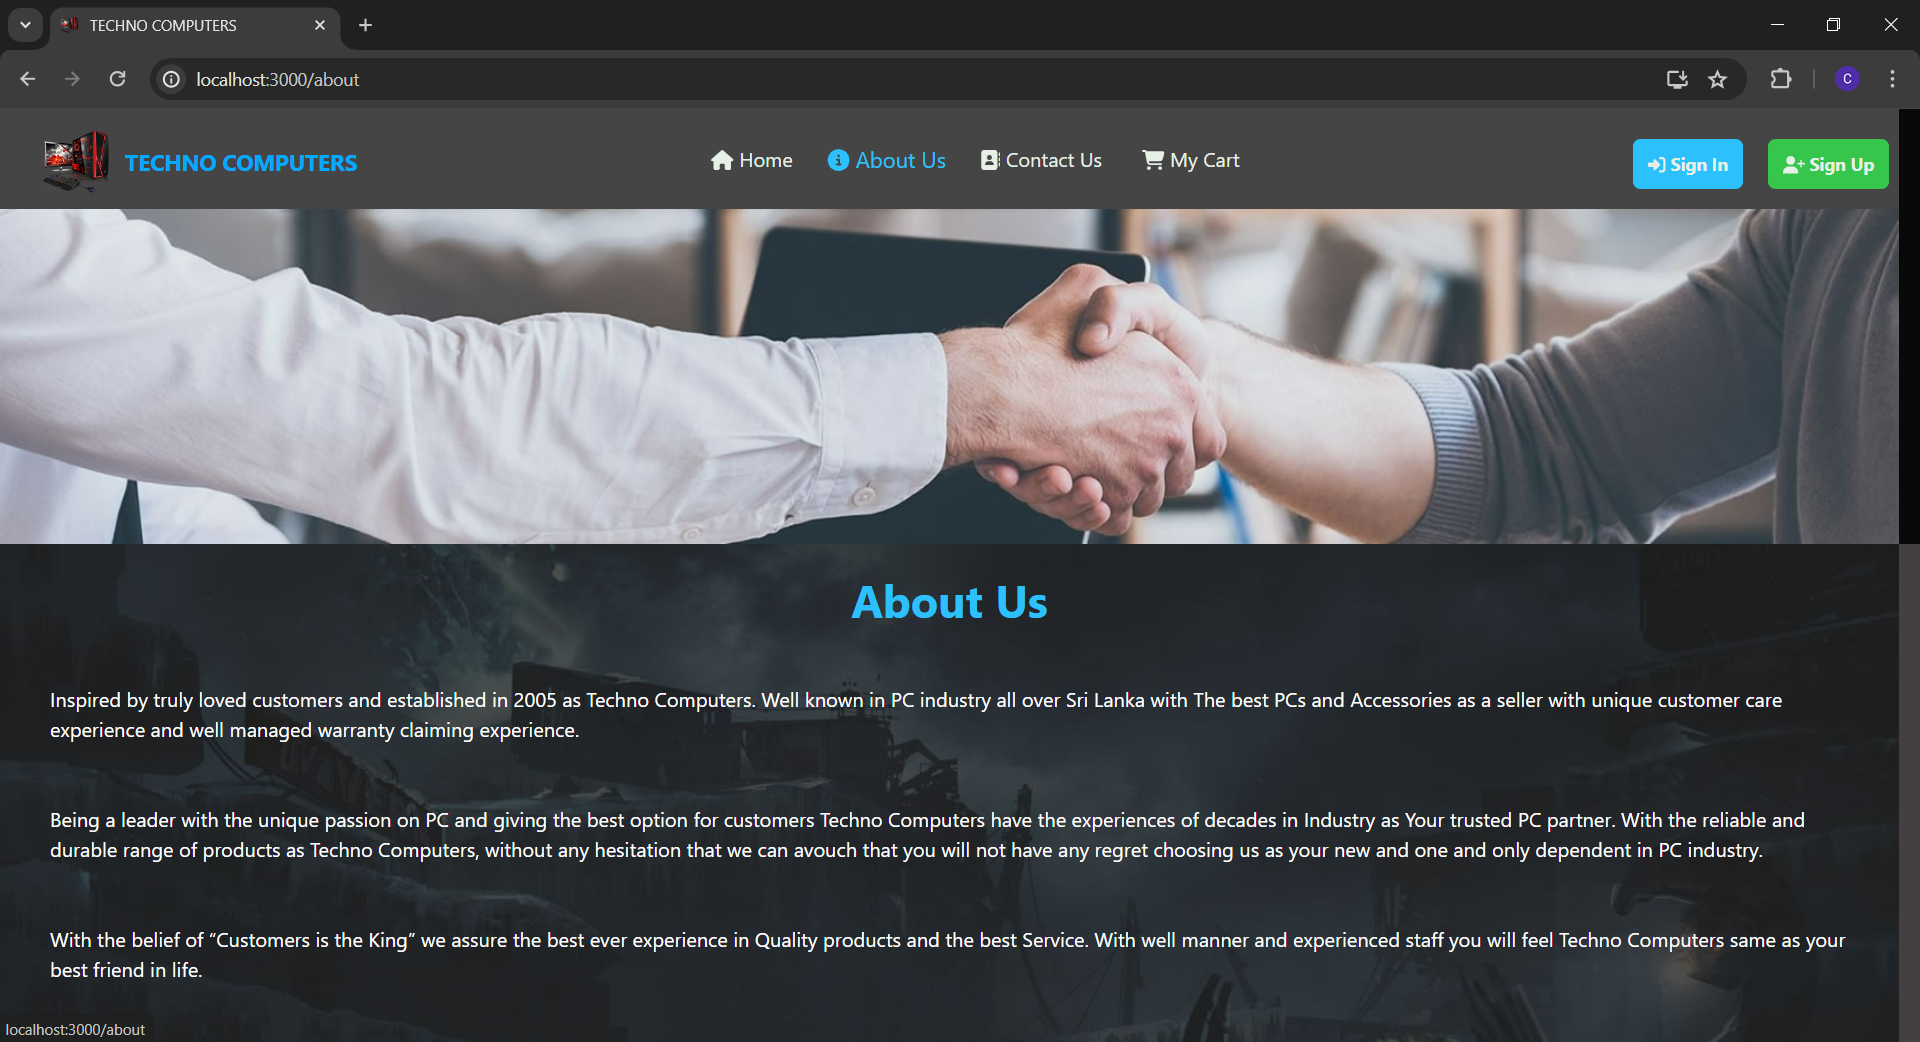 TECHNO COMPUTERS
localhost:3000/about
C
TECHNO COMPUTERS
Home
About Us
Contact Us
My Cart
Sign In
Sign Up
About Us
Inspired by truly loved customers and established in 2005 as Techno Computers. Well known in PC industry all over Sri Lanka with The best PCs and Accessories as a seller with unique customer care
experience and well managed warranty claiming experience.
Being a leader with the unique passion on PC and giving the best option for customers Techno Computers have the experiences of decades in Industry as Your trusted PC partner. With the reliable and
durable range of products as Techno Computers, without any hesitation that we can avouch that you will not have any regret choosing us as your new and one and only dependent in PC industry.
With the belief of “Customers is the King” we assure the best ever experience in Quality products and the best Service. With well manner and experienced staff you will feel Techno Computers same as your
best friend in life.
localhost:3000/about